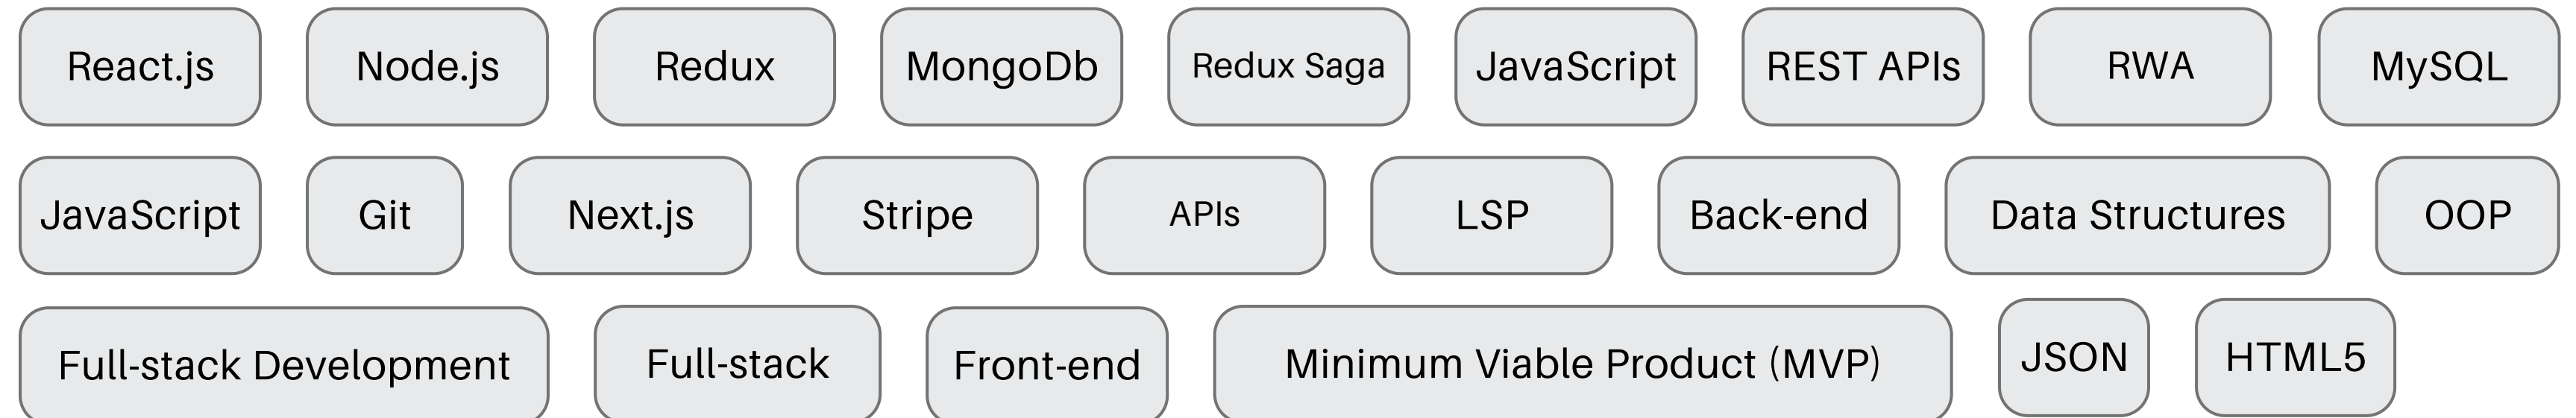 React.js Node.js Redux MongoDb Redux Saga JavaScript REST APIs RWA MySQL
JavaScript Git Next.js Stripe APIs LSP Back-end Data Structures OOP
Full-stack Development Full-stack Front-end Minimum Viable Product (MVP) JSON HTML5